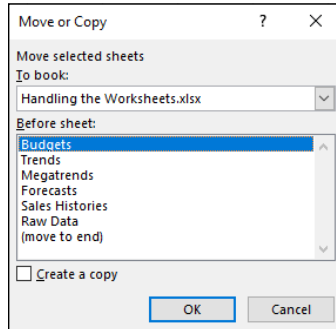 Move or Copy ? ×
Move selected sheets
To book:
Handling the Worksheets.xlsx
Before sheet:
Budgets
Trends
Megatrends
Forecasts
Sales Histories
Raw Data
(move to end)
Create a copy
OK Cancel